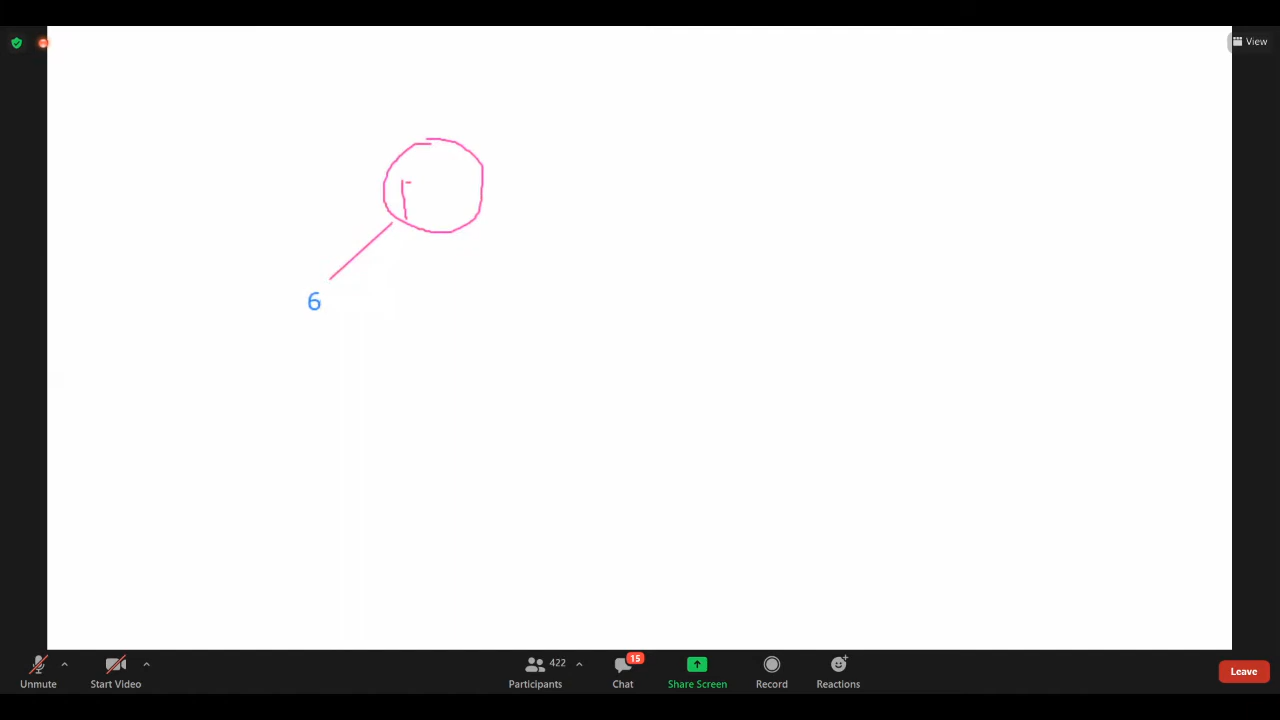 View
6
422
15
Unmute
Start Video
Participants
Chat
Share Screen
Record
Reactions
Leave